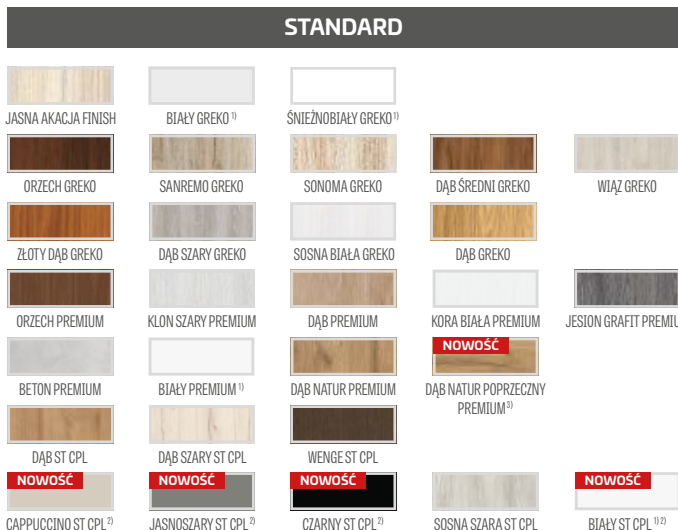 STANDARD
JASNA AKACJA FINISH BIAŁY GREKO 1) ŚNIEŻNOBIAŁY GREKO 1)
ORZECH GREKO SANREMO GREKO SONOMA GREKO DĄB ŚREDNI GREKO WIĄZ GREKO
ZŁOTY DĄB GREKO DĄB SZARY GREKO SOSNA BIAŁA GREKO DĄB GREKO
ORZECH PREMIUM KLON SZARY PREMIUM DĄB PREMIUM KORA BIAŁA PREMIUM JESION GRAFIT PREMIU
NOWOŚĆ
BETON PREMIUM BIAŁY PREMIUM 1) DĄB NATUR PREMIUM DĄB NATUR POPRZECZNY
PREMIUM 3)
DĄB ST CPL DĄB SZARY ST CPL WENGE ST CPL
NOWOŚĆ NOWOŚĆ NOWOŚĆ NOWOŚĆ
CAPPUCCINO ST CPL 2) JASNOSZARY ST CPL 2) CZARNY ST CPL 2) SOSNA SZARA ST CPL BIAŁY ST CPL 1) 2)